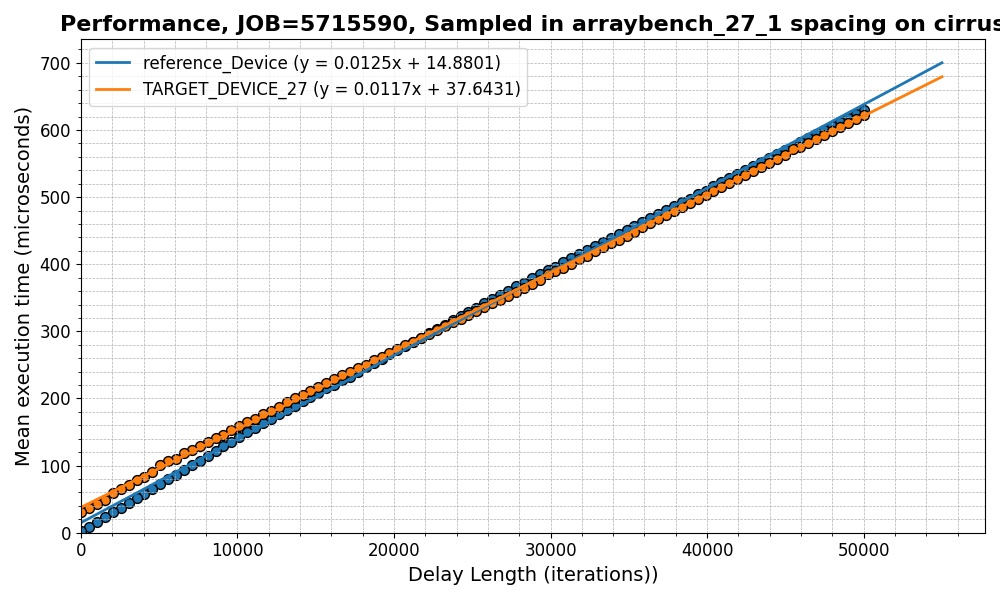 Performance, JOB=5715590, Sampled in arraybench_27_1 spacing on cirrus
reference_Device (y = 0.0125x + 14.8801)
TARGET_DEVICE_27 (y = 0.0117x + 37.6431)
Mean execution time (microseconds)
700
600
500
400
300
200
100
0
0 10000 20000 30000 40000 50000
Delay Length (iterations))